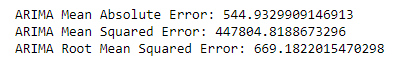 ARIMA Mean Absolute Error: 544.9329909146913
ARIMA Mean Squared Error: 447804.8188673296
ARIMA Root Mean Squared Error: 669.1822015470298